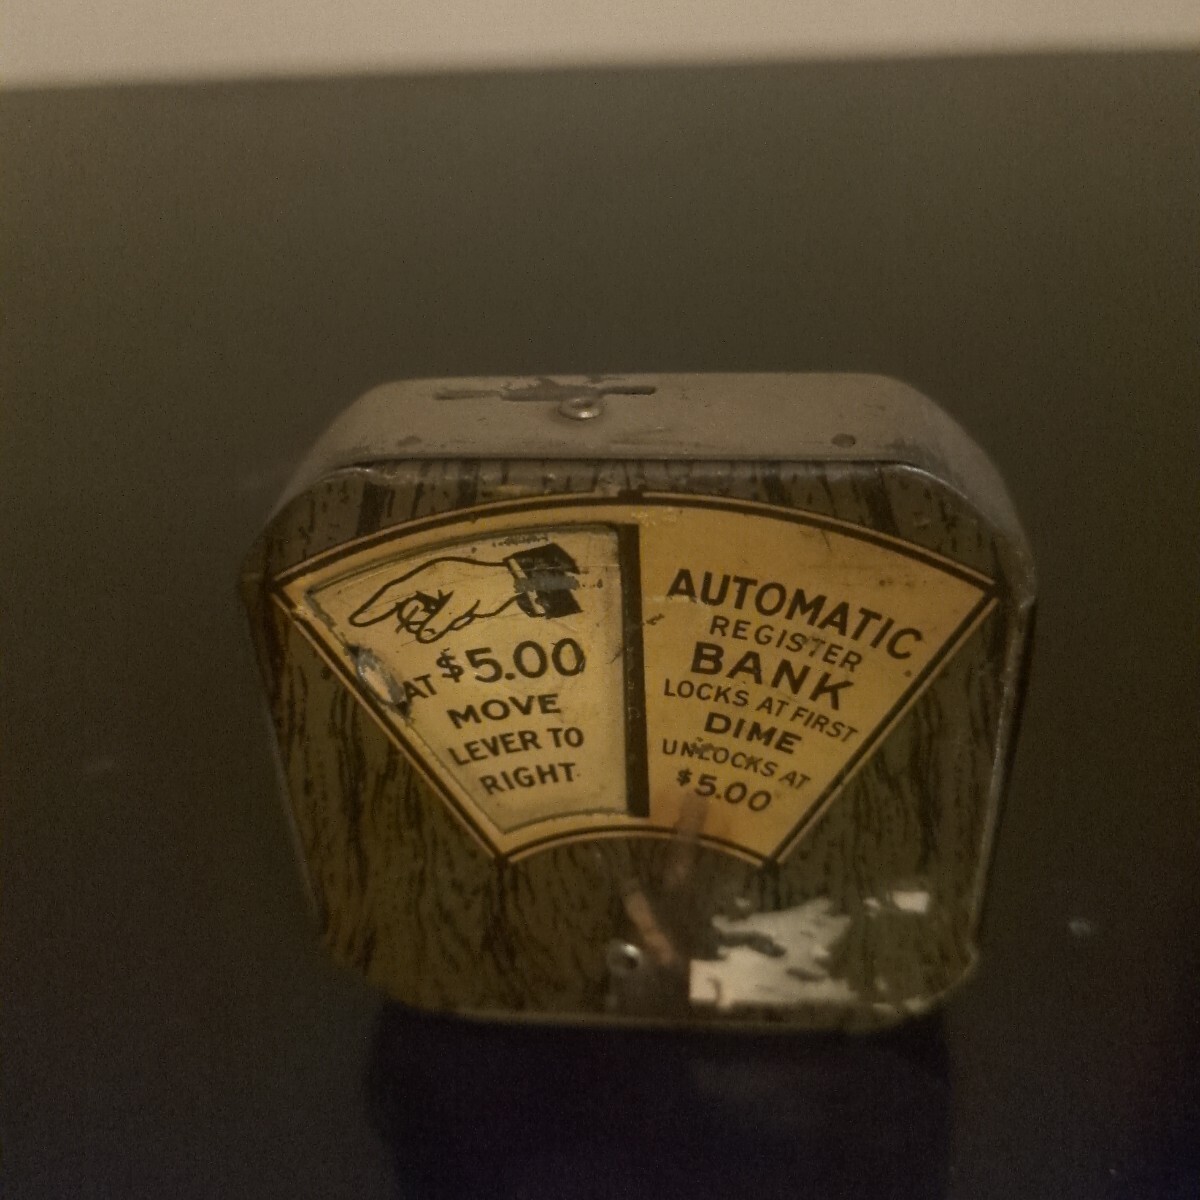 AT $5.00
MOVE
LEVER TO
RIGHT
AUTOMATIC
REGISTER
BANK
LOCKS AT FIRST
DIME
UNLOCKS AT
$5.00